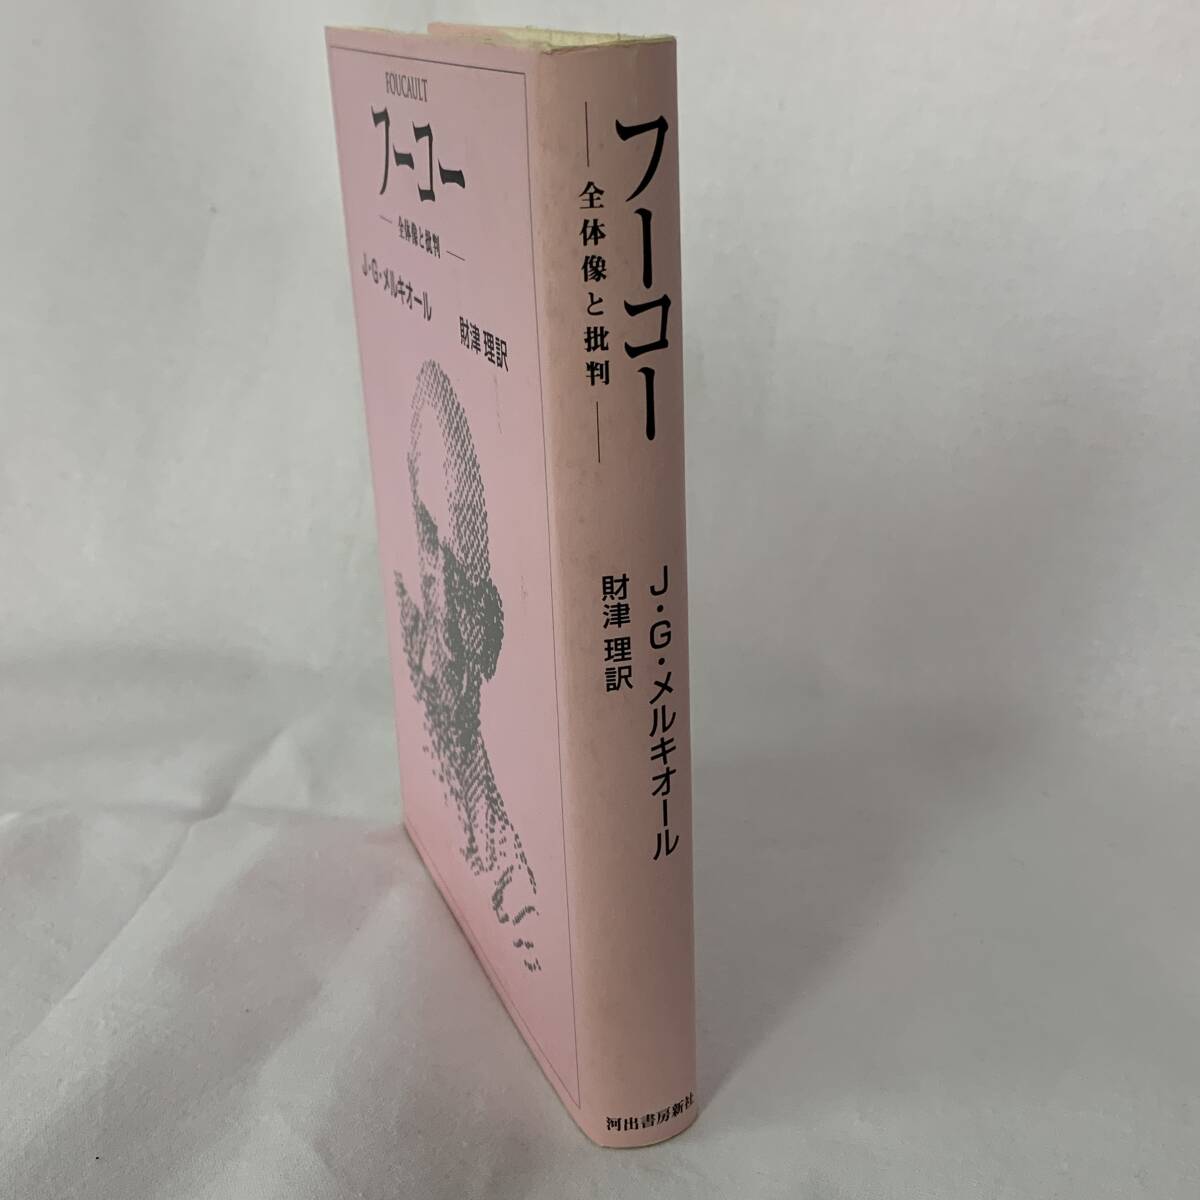 FOUCAULT
フーコー
―全体像と批判―
J・G・メルキオール
財津 理訳
フーコー
―全体像と批判―
J・G・メルキオール
財津 理訳
河出書房新社